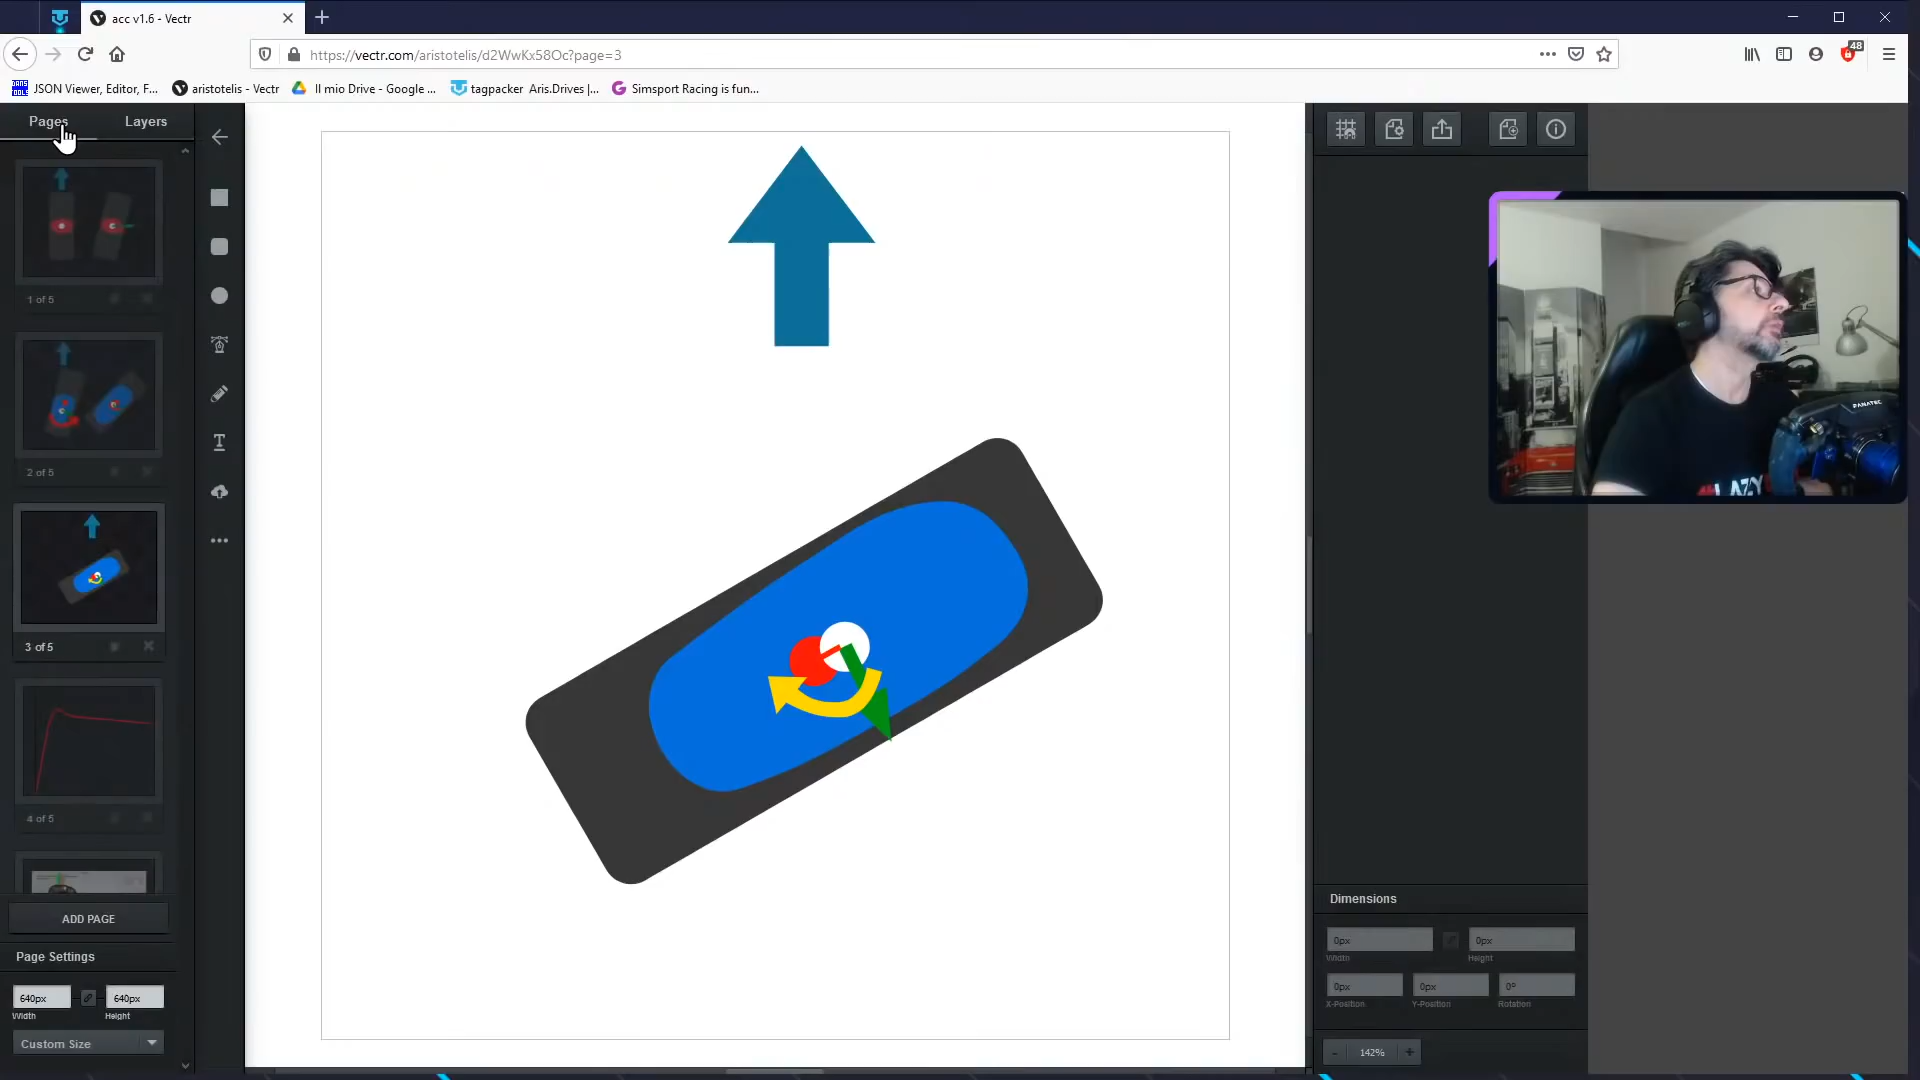 acc v1.6 - Vectr
https://vectr.com/aristotelis/d2WwKx58Oc?page=3
48
JSON Viewer, Editor, F...
aristotelis - Vectr
Il mio Drive - Google ...
tagpacker Aris.Drives |...
Simsport Racing is fun...
Pages
Layers
1 of 5
2 of 5
3 of 5
4 of 5
ADD PAGE
Page Settings
640px
640px
Width
Height
Custom Size
FANATEC
LAZY
Dimensions
0px
0px
Width
Height
0px
0px
0°
X-Position
Y-Position
Rotation
- 142% +